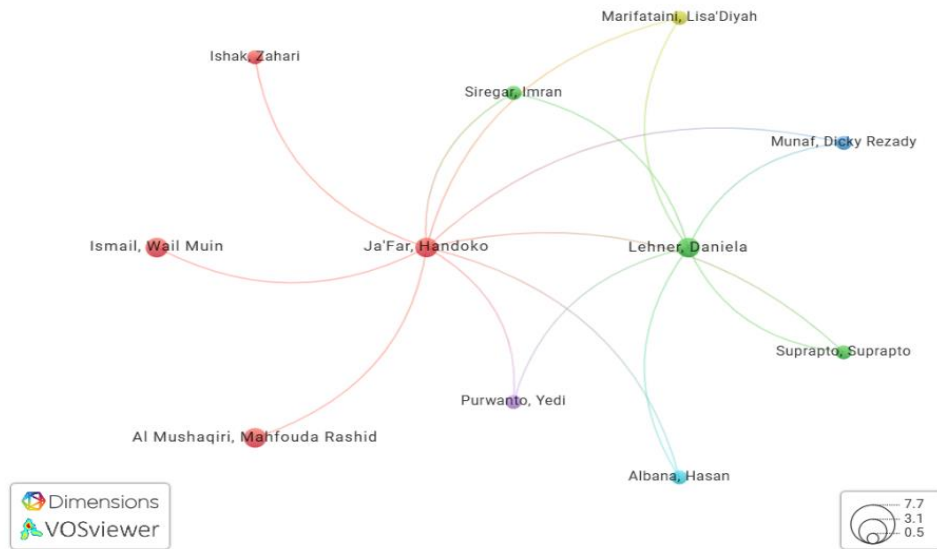 Marifataini, Lisa'Diyah
Ishak, Zahari
Siregar, Imran
Munaf, Dicky Rezady
Ismail, Wail Muin
Ja'Far, Handoko
Lehner, Daniela
Suprapto, Suprapto
Purwanto, Yedi
Al Mushaqiri, Mahfouda Rashid
Albana, Hasan
Dimensions
VOSviewer
7.7
3.1
0.5